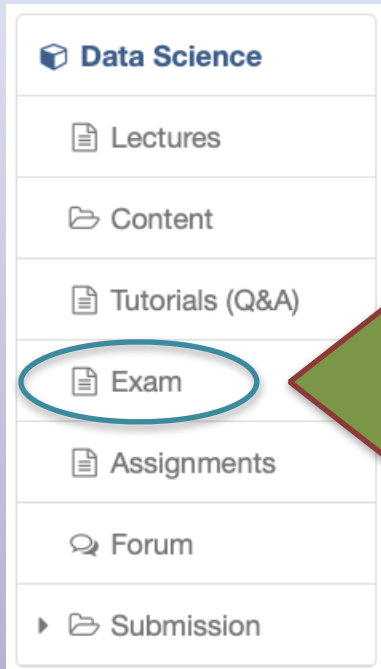 Data Science
Lectures
Content
Tutorials (Q&A)
Exam
Assignments
Forum
Submission